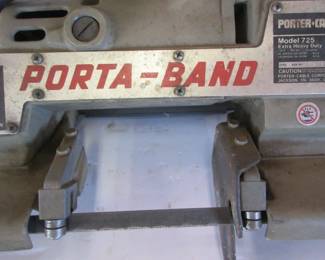 PORTA-BAND
PORTER+CA
Model 725
Extra Heavy Duty
CAUTION
PORTER-CABLE CORP
JACKSON, TN.